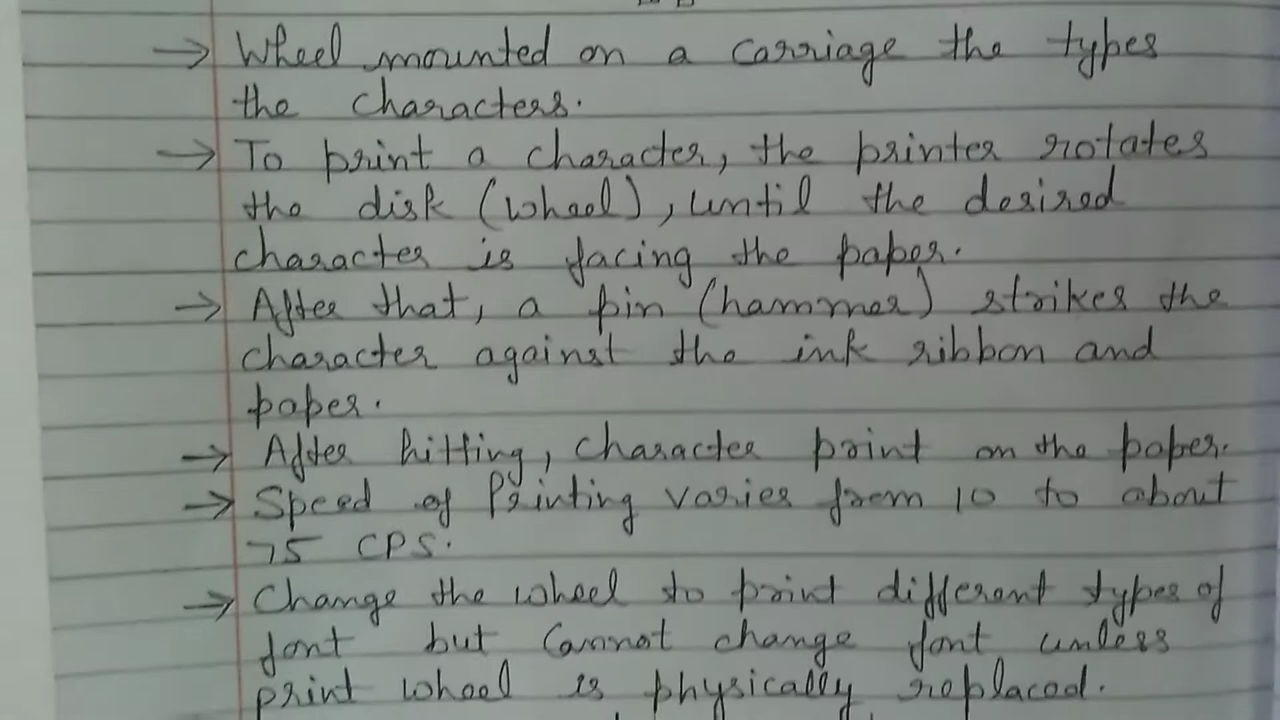 → Wheel mounted on a carriage the types
the characters.
→ To print a character, the printer rotates
the disk (wheel), until the desired
character is facing the paper.
→ After that, a pin (hammer) strikes the
character against the ink ribbon and
paper.
→ After hitting, character print on the paper.
→ Speed of Printing varies from 10 to about
75 CPS.
→ Change the wheel to print different types of
font but cannot change font unless
print wheel is physically replaced.